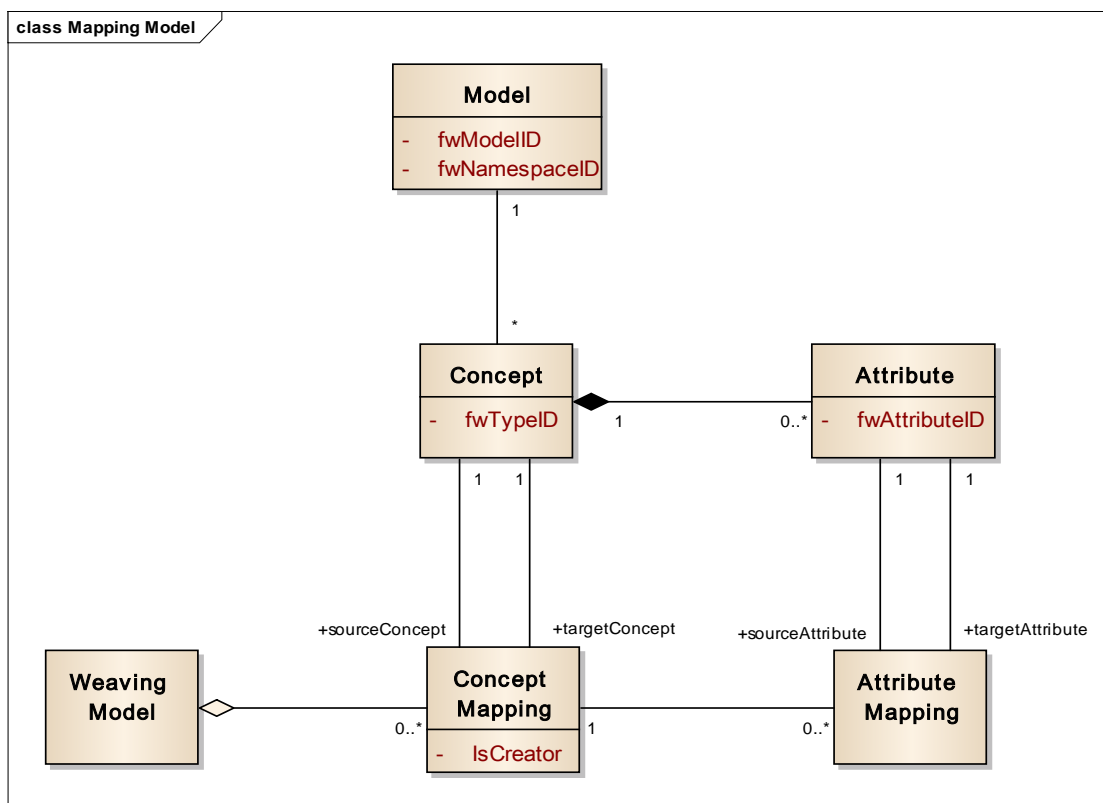 class Mapping Model
Model
- fwModelID
- fwNamespaceID
1
*
Concept
- fwTypeID
1
0..*
Attribute
- fwAttributeID
1
1
1
1
+sourceConcept
+targetConcept
+sourceAttribute
+targetAttribute
Weaving
Model
0..*
Concept
Mapping
- IsCreator
1
0..*
Attribute
Mapping